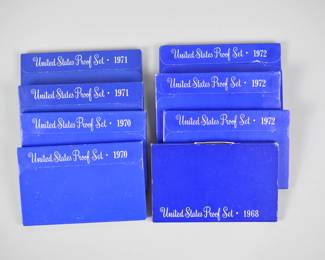 United States Proof Set · 1971
United States Proof Set · 1971
United States Proof Set · 1970
United States Proof Set · 1970
United States Proof Set · 1972
United States Proof Set · 1972
United States Proof Set · 1972
United States Proof Set · 1968